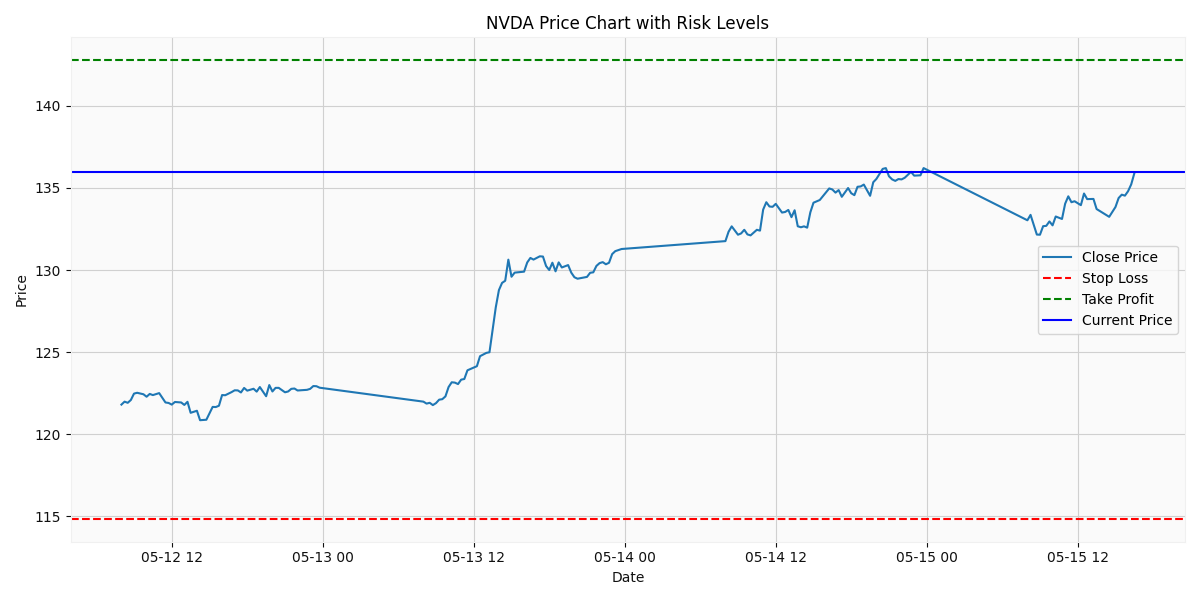 NVDA Price Chart with Risk Levels
Price
140
135
130
125
120
115
Close Price
Stop Loss
Take Profit
Current Price
05-12 12
05-13 00
05-13 12
05-14 00
05-14 12
05-15 00
05-15 12
Date